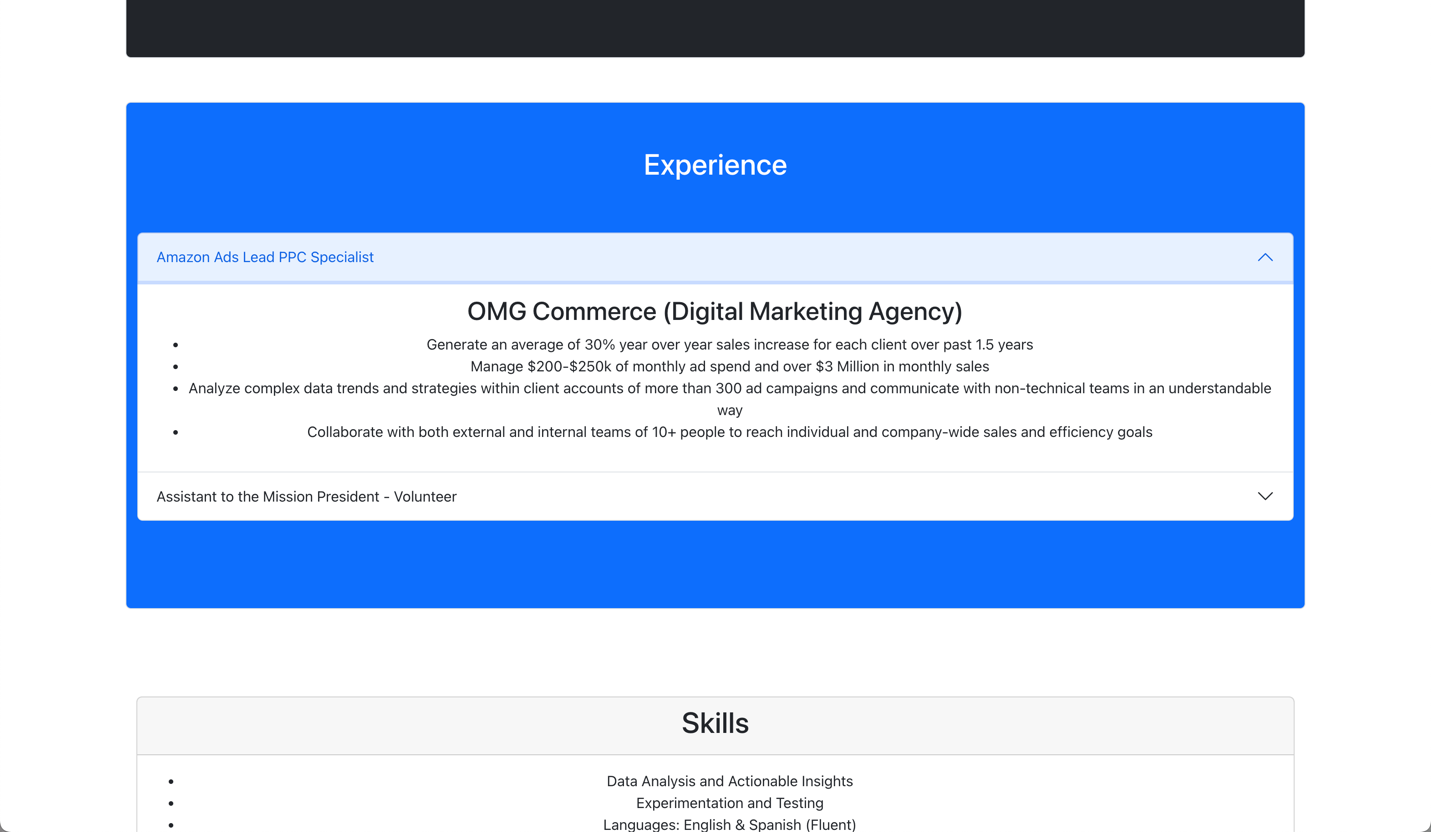 Experience
Amazon Ads Lead PPC Specialist
OMG Commerce (Digital Marketing Agency)
• Generate an average of 30% year over year sales increase for each client over past 1.5 years
• Manage $200-$250k of monthly ad spend and over $3 Million in monthly sales
• Analyze complex data trends and strategies within client accounts of more than 300 ad campaigns and communicate with non-technical teams in an understandable
way
• Collaborate with both external and internal teams of 10+ people to reach individual and company-wide sales and efficiency goals
Assistant to the Mission President - Volunteer
Skills
• Data Analysis and Actionable Insights
• Experimentation and Testing
• Languages: English & Spanish (Fluent)